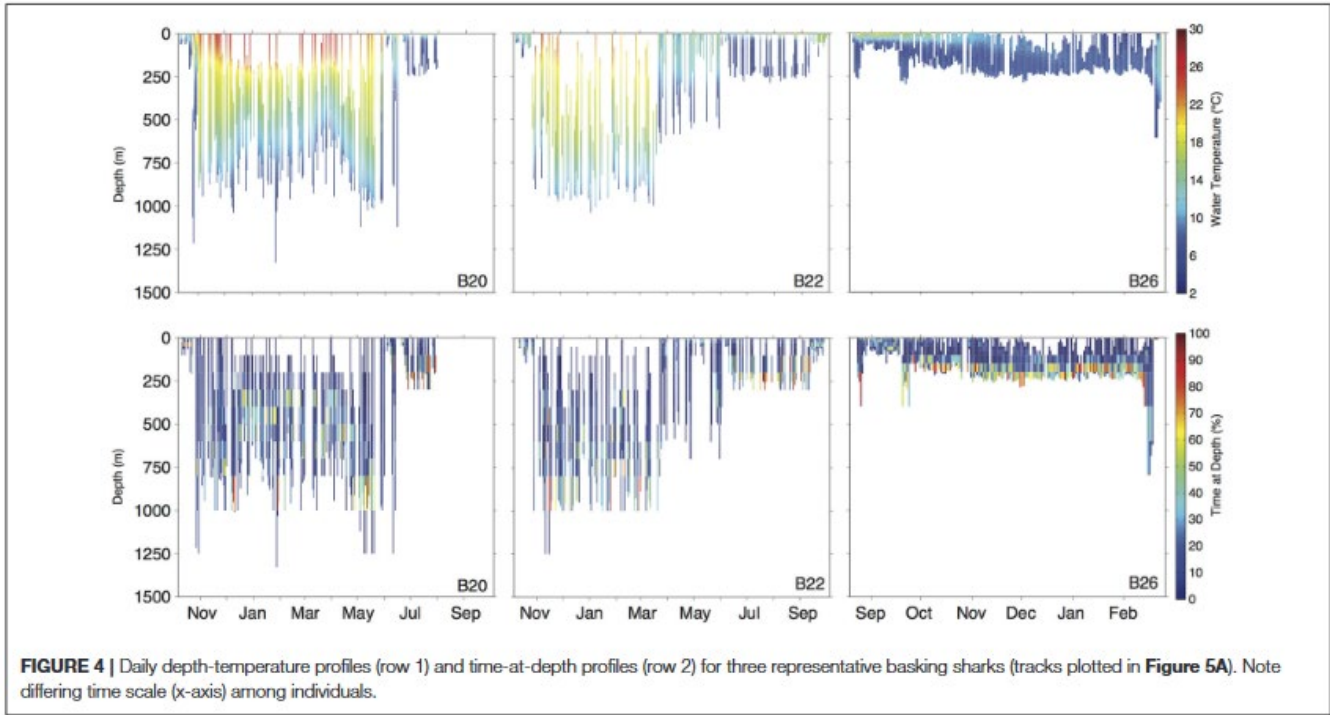 0
250
500
750
1000
1250
1500
Depth (m)
B20
B22
B26
30
26
22
18
14
10
6
2
Water Temperature (°C)
0
250
500
750
1000
1250
1500
Depth (m)
B20
B22
B26
Nov Jan Mar May Jul Sep
Nov Jan Mar May Jul Sep
Sep Oct Nov Dec Jan Feb
100
90
80
70
60
50
40
30
20
10
0
Time at Depth (%)
FIGURE 4 | Daily depth-temperature profiles (row 1) and time-at-depth profiles (row 2) for three representative basking sharks (tracks plotted in Figure 5A). Note
differing time scale (x-axis) among individuals.